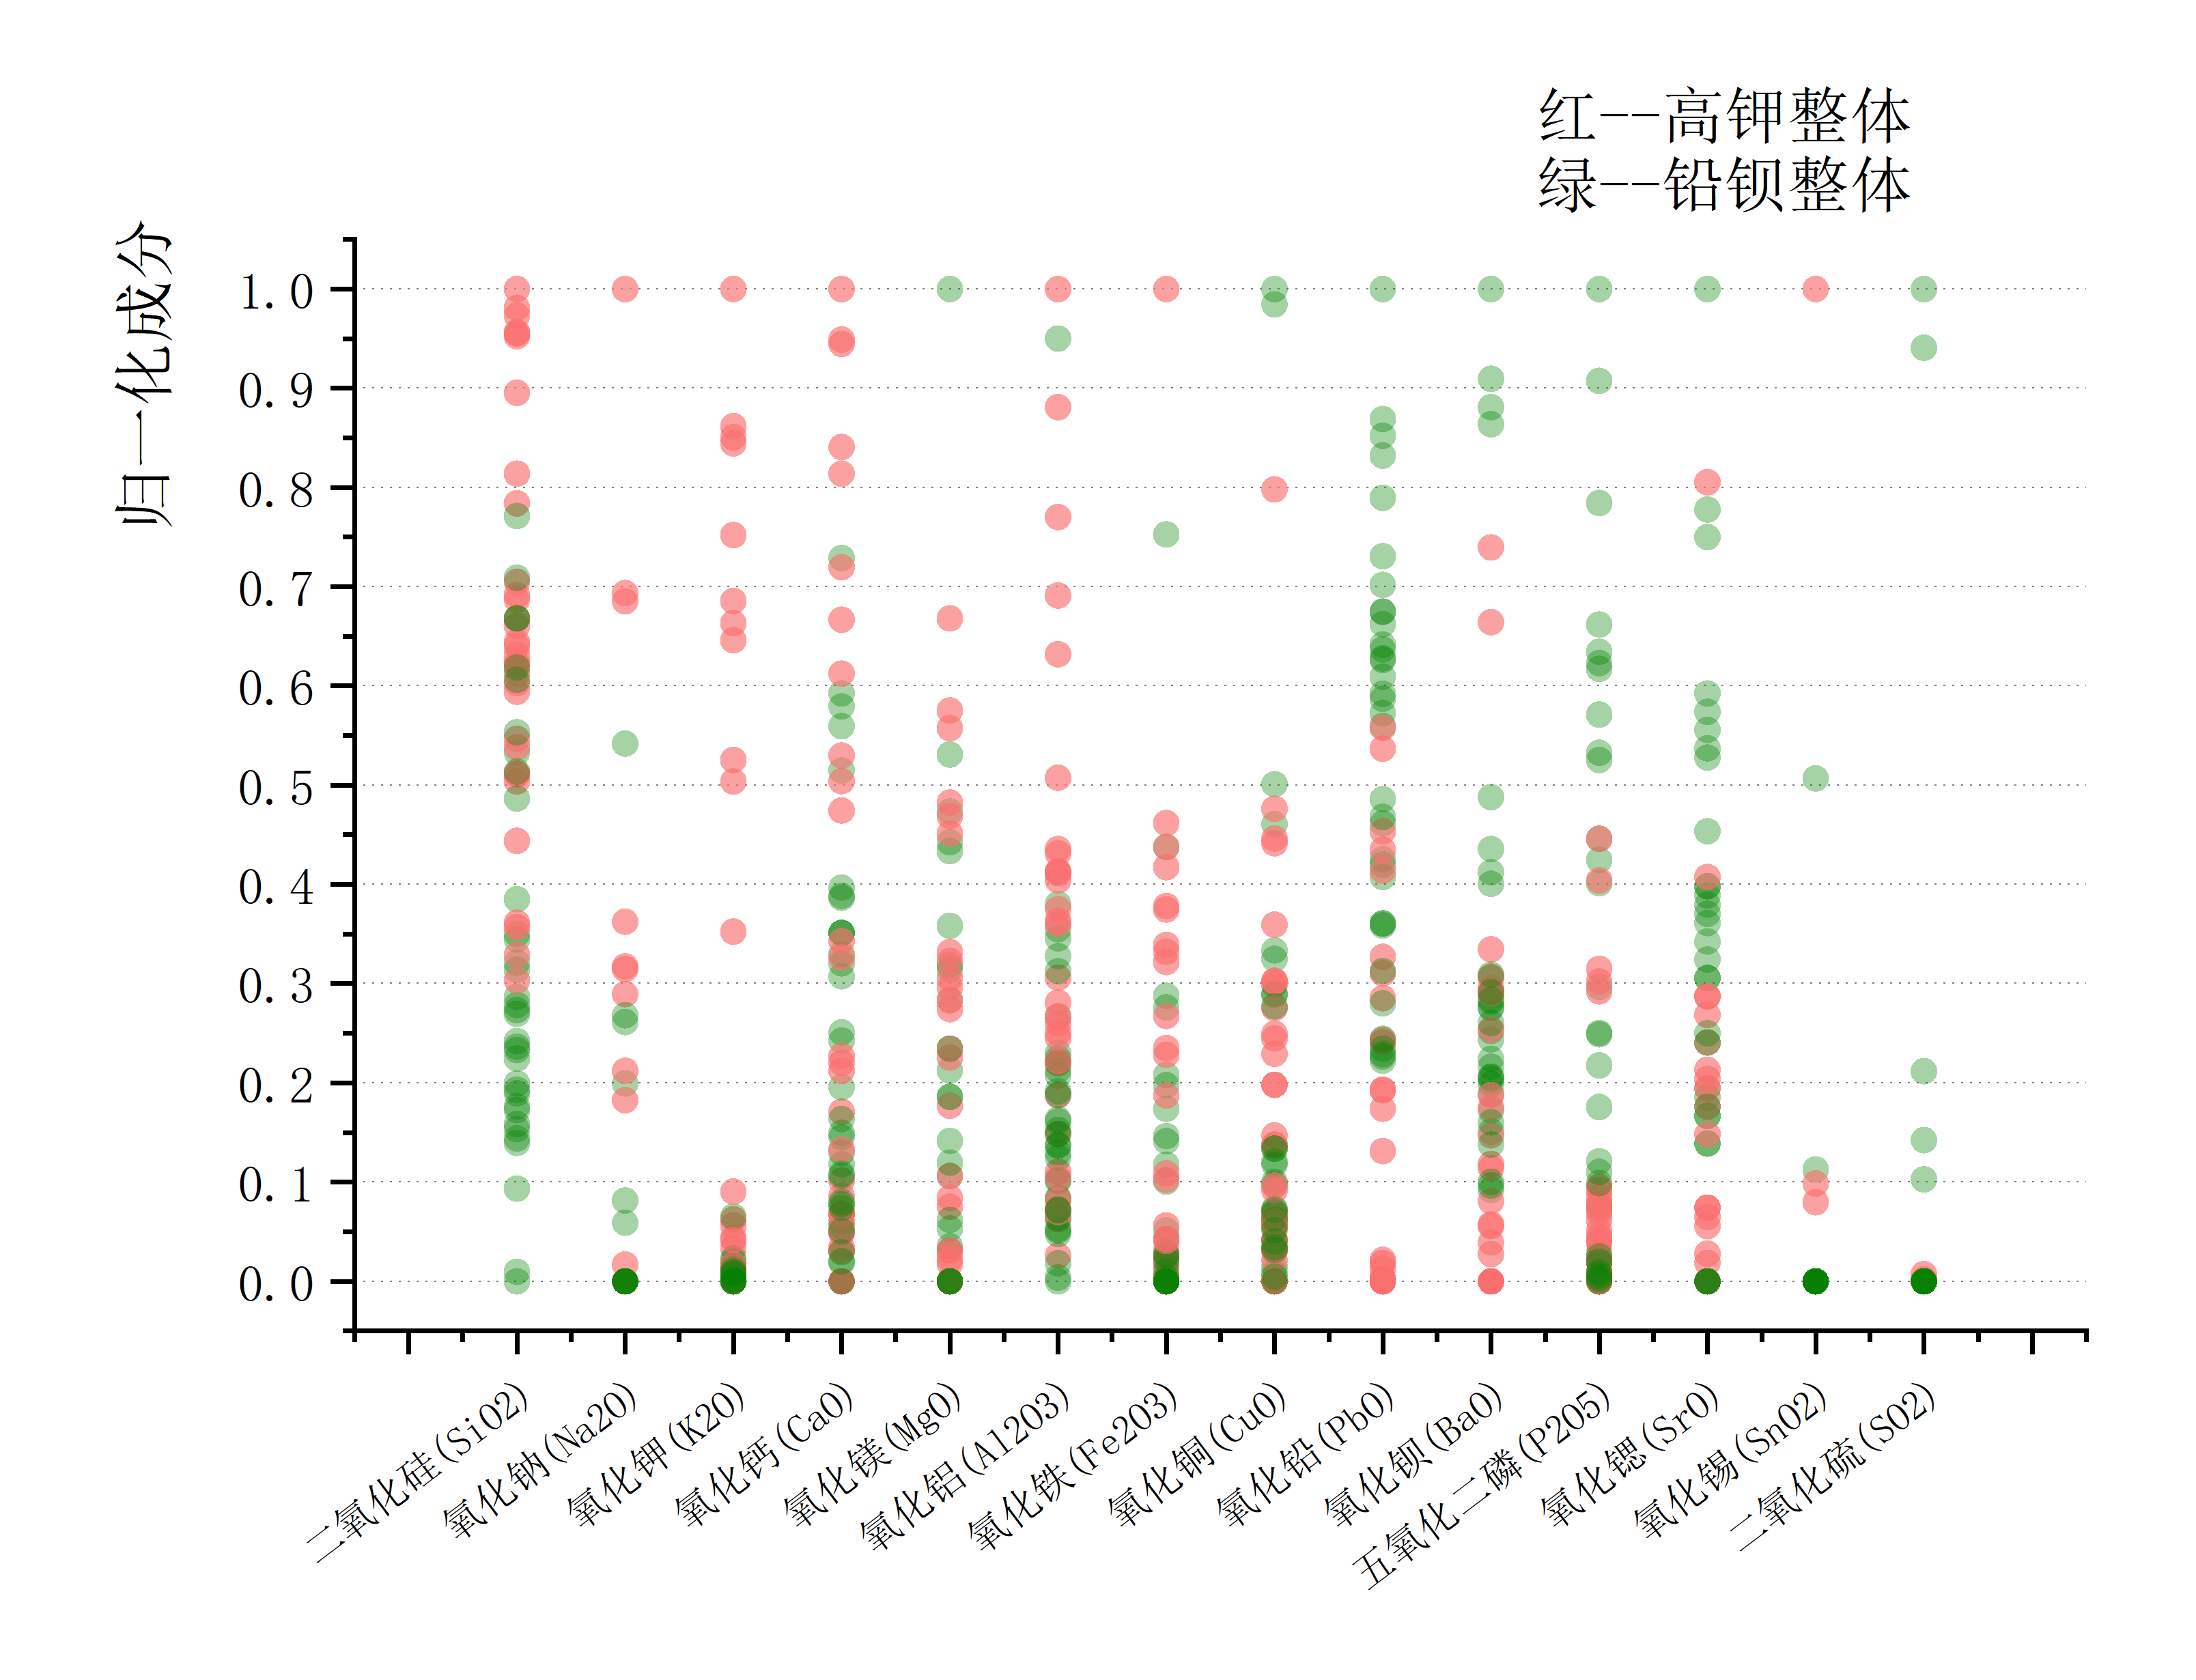 红--高钾整体
绿--铅钡整体
归一化成分
1.0
0.9
0.8
0.7
0.6
0.5
0.4
0.3
0.2
0.1
0.0
二氧化硅(SiO2)
氧化钠(Na2O)
氧化钾(K2O)
氧化钙(CaO)
氧化镁(MgO)
氧化铝(Al2O3)
氧化铁(Fe2O3)
氧化铜(CuO)
氧化铅(PbO)
氧化钡(BaO)
五氧化二磷(P2O5)
氧化锶(SrO)
氧化锡(SnO2)
二氧化硫(SO2)